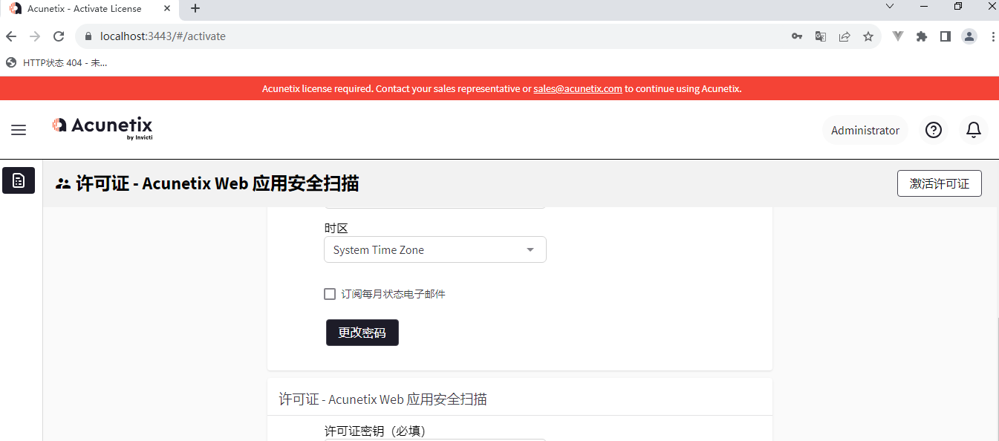 Acunetix - Activate License
localhost:3443/#/activate
HTTP状态 404 - 未...
Acunetix license required. Contact your sales representative or sales@acunetix.com to continue using Acunetix.
Acunetix
by Invicti
Administrator
许可证 - Acunetix Web 应用安全扫描
激活许可证
时区
System Time Zone
订阅每月状态电子邮件
更改密码
许可证 - Acunetix Web 应用安全扫描
许可证密钥（必填）